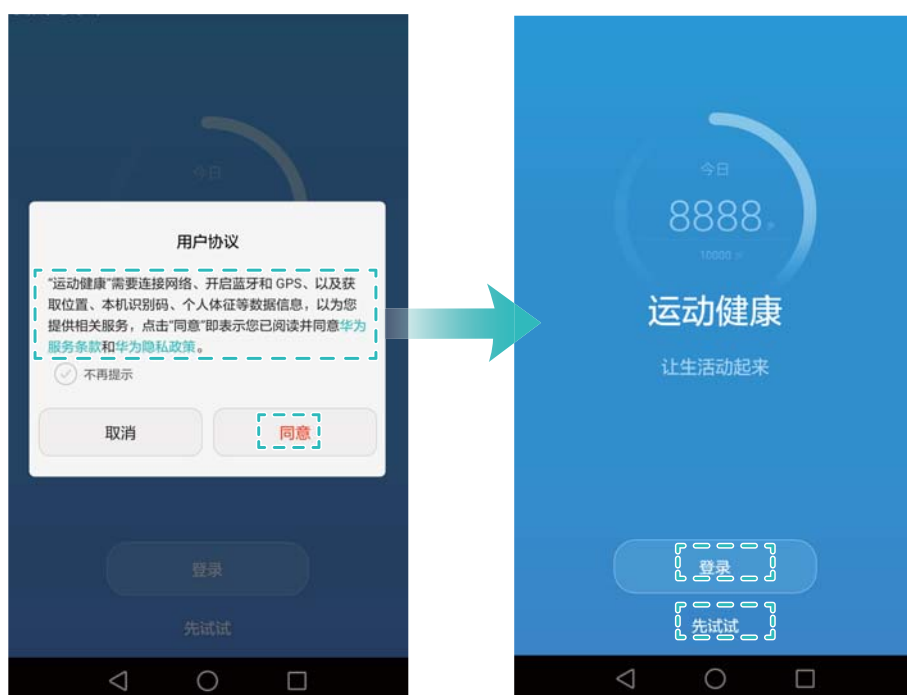 今日
用户协议
“运动健康”需要连接网络、开启蓝牙和 GPS、以及获
取位置、本机识别码、个人体征等数据信息，以为您
提供相关服务，点击“同意”即表示您已阅读并同意华为
服务条款和华为隐私政策。
不再提示
取消
同意
登录
先试试
今日
8888 步
10000 步
运动健康
让生活动起来
登录
先试试